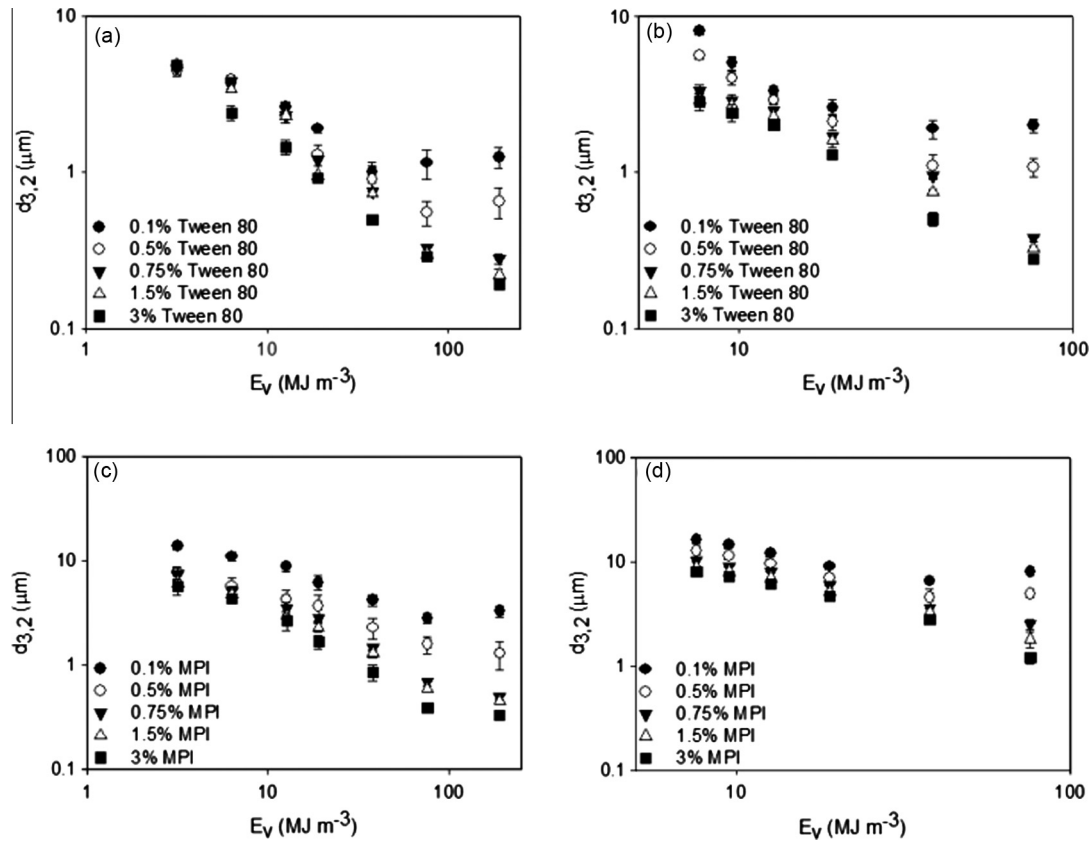 (a)
10
1
0.1
d3,2 (μm)
0.1% Tween 80
0.5% Tween 80
0.75% Tween 80
1.5% Tween 80
3% Tween 80
1 10 100
Ev (MJ m-3)
(b)
10
1
0.1
d3,2 (μm)
0.1% Tween 80
0.5% Tween 80
0.75% Tween 80
1.5% Tween 80
3% Tween 80
10 100
Ev (MJ m-3)
(c)
100
10
1
0.1
d3,2 (μm)
0.1% MPI
0.5% MPI
0.75% MPI
1.5% MPI
3% MPI
1 10 100
Ev (MJ m-3)
(d)
100
10
1
0.1
d3,2 (μm)
0.1% MPI
0.5% MPI
0.75% MPI
1.5% MPI
3% MPI
10 100
Ev (MJ m-3)